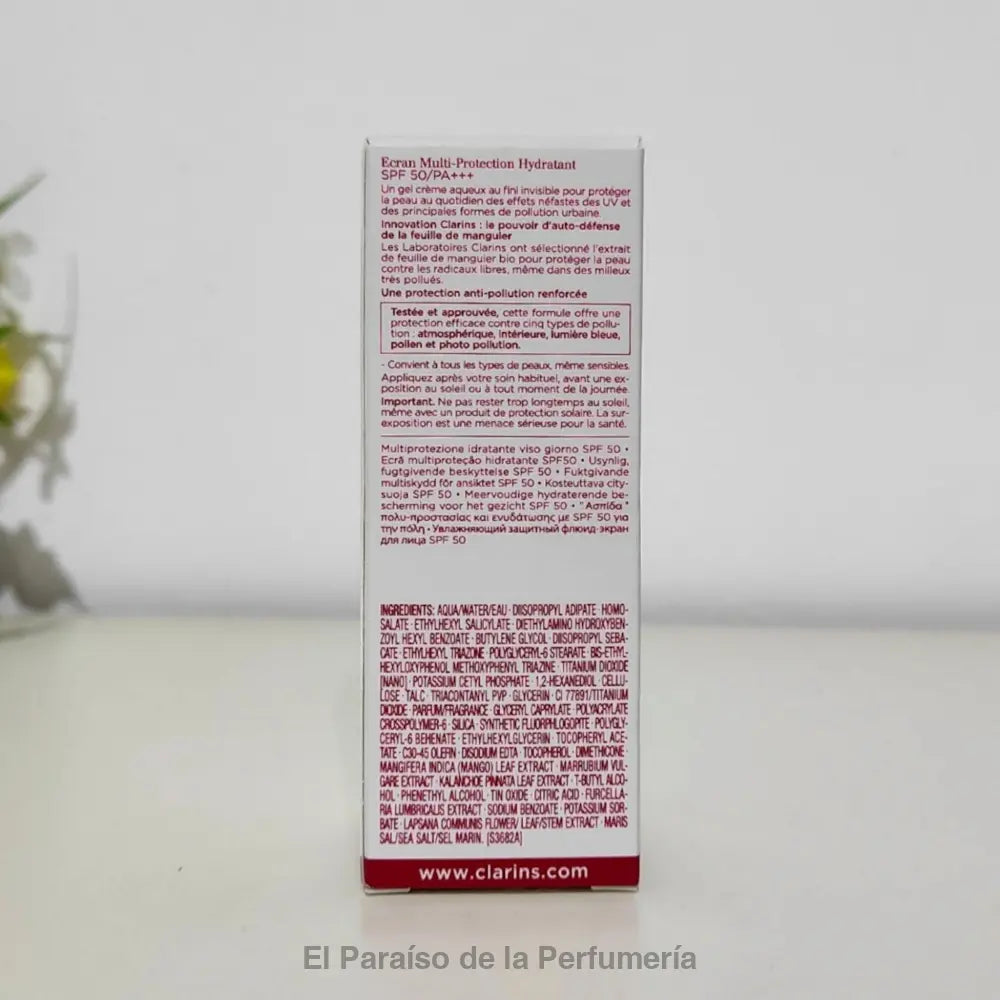 Ecran Multi-Protection Hydratant
SPF 50/PA+++
Un gel crème aqueux au fini invisible pour protéger
la peau au quotidien des effets néfastes des UV et
des principales formes de pollution urbaine.
Innovation Clarins : le pouvoir d'auto-défense
de la feuille de manguier
Les Laboratoires Clarins ont sélectionné l'extrait
de feuille de manguier bio pour protéger la peau
contre les radicaux libres, même dans des milieux
très pollués.
Une protection anti-pollution renforcée
Testée et approuvée, cette formule offre une
protection efficace contre cinq types de pollu-
tion : atmosphérique, intérieure, lumière bleue,
pollen et photo pollution.
- Convient à tous les types de peaux, même sensibles.
Appliquez après votre soin habituel, avant une ex-
position au soleil ou à tout moment de la journée.
Important. Ne pas rester trop longtemps au soleil,
même avec un produit de protection solaire. La sur-
exposition est une menace sérieuse pour la santé.
Multiprotezione idratante viso giorno SPF 50 •
Ecrã multiproteção hidratante SPF50 • Usynlig,
fugtgivende beskyttelse SPF 50 • Fuktgivande
multiskydd för ansiktet SPF 50 • Kosteuttava city-
suoja SPF 50 • Meervoudige hydraterende be-
scherming voor het gezicht SPF 50 • "Ασπίδα"
πολυ-προστασίας και ενυδάτωσης με SPF 50 για
την πόλη • Увлажняющий защитный флюид-экран
для лица SPF 50
INGREDIENTS: AQUA/WATER/EAU · DIISOPROPYL ADIPATE · HOMO-
SALATE · ETHYLHEXYL SALICYLATE · DIETHYLAMINO HYDROXYBEN-
ZOYL HEXYL BENZOATE · BUTYLENE GLYCOL · DIISOPROPYL SEBA-
CATE · ETHYLHEXYL TRIAZONE · POLYGLYCERYL-6 STEARATE · BIS-ETHYL-
HEXYLOXYPHENOL METHOXYPHENYL TRIAZINE · TITANIUM DIOXIDE
[NANO] · POTASSIUM CETYL PHOSPHATE · 1,2-HEXANEDIOL · CELLU-
LOSE · TALC · TRIACONTANYL PVP · GLYCERIN · CI 77891/TITANIUM
DIOXIDE · PARFUM/FRAGRANCE · GLYCERYL CAPRYLATE · POLYACRYLATE
CROSSPOLYMER-6 · SILICA · SYNTHETIC FLUORPHLOGOPITE · POLYGLY-
CERYL-6 BEHENATE · ETHYLHEXYLGLYCERIN · TOCOPHERYL ACE-
TATE · C30-45 OLEFIN · DISODIUM EDTA · TOCOPHEROL · DIMETHICONE ·
MANGIFERA INDICA (MANGO) LEAF EXTRACT · MARRUBIUM VUL-
GARE EXTRACT · KALANCHOE PINNATA LEAF EXTRACT · T-BUTYL ALCO-
HOL · PHENETHYL ALCOHOL · TIN OXIDE · CITRIC ACID · FURCELLA-
RIA LUMBRICALIS EXTRACT · SODIUM BENZOATE · POTASSIUM SOR-
BATE · LAPSANA COMMUNIS FLOWER/ LEAF/STEM EXTRACT · MARIS
SAL/SEA SALT/SEL MARIN. [S3682A]
www.clarins.com
El Paraíso de la Perfumería